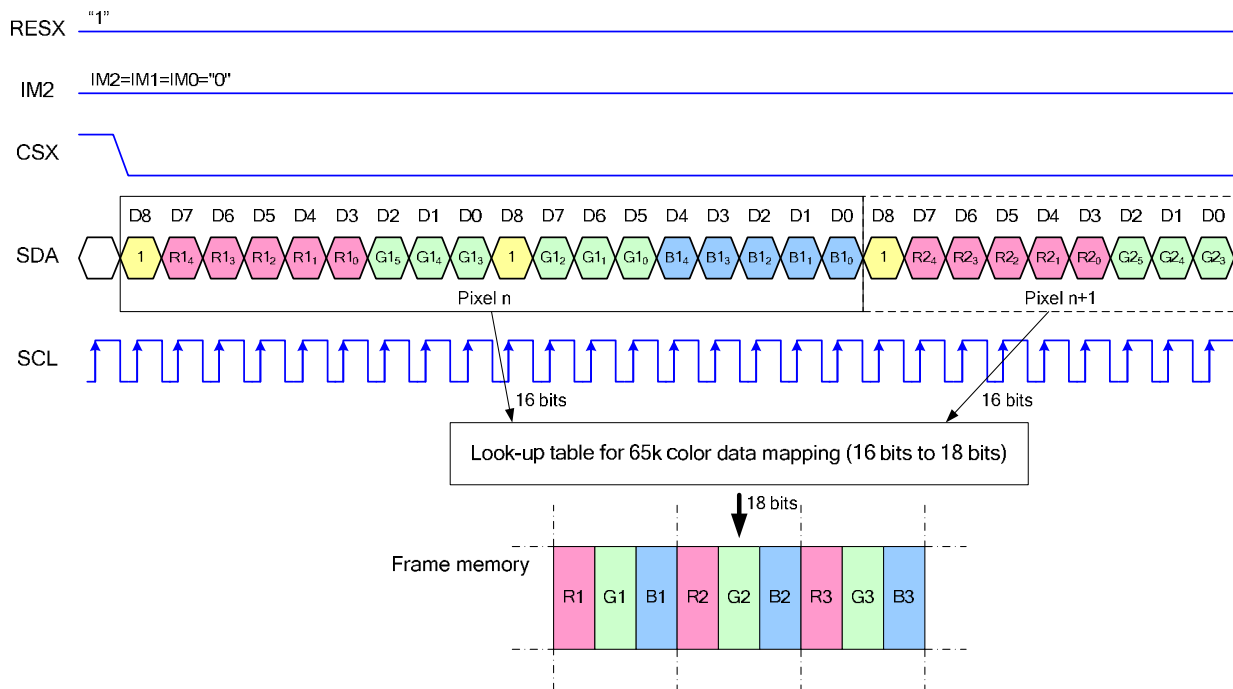 RESX "1"
IM2 IM2=IM1=IM0="0"
CSX
D8 D7 D6 D5 D4 D3 D2 D1 D0 D8 D7 D6 D5 D4 D3 D2 D1 D0 D8 D7 D6 D5 D4 D3 D2 D1 D0
SDA 1 R1₄ R1₃ R1₂ R1₁ R1₀ G1₅ G1₄ G1₃ 1 G1₂ G1₁ G1₀ B1₄ B1₃ B1₂ B1₁ B1₀ 1 R2₄ R2₃ R2₂ R2₁ R2₀ G2₅ G2₄ G2₃
Pixel n Pixel n+1
SCL
16 bits 16 bits
Look-up table for 65k color data mapping (16 bits to 18 bits)
18 bits
Frame memory
R1 G1 B1 R2 G2 B2 R3 G3 B3